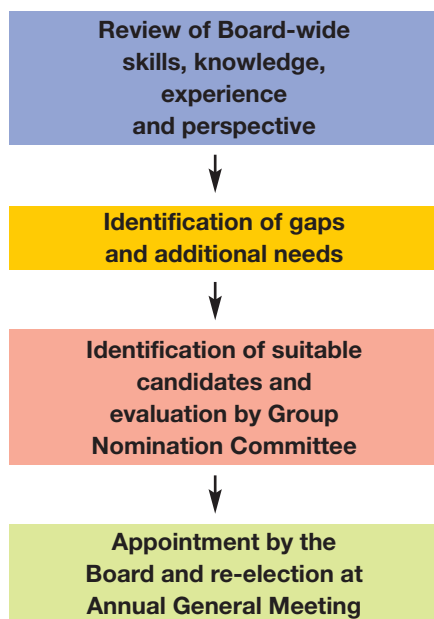 Review of Board-wide
skills, knowledge,
experience
and perspective
Identification of gaps
and additional needs
Identification of suitable
candidates and
evaluation by Group
Nomination Committee
Appointment by the
Board and re-election at
Annual General Meeting